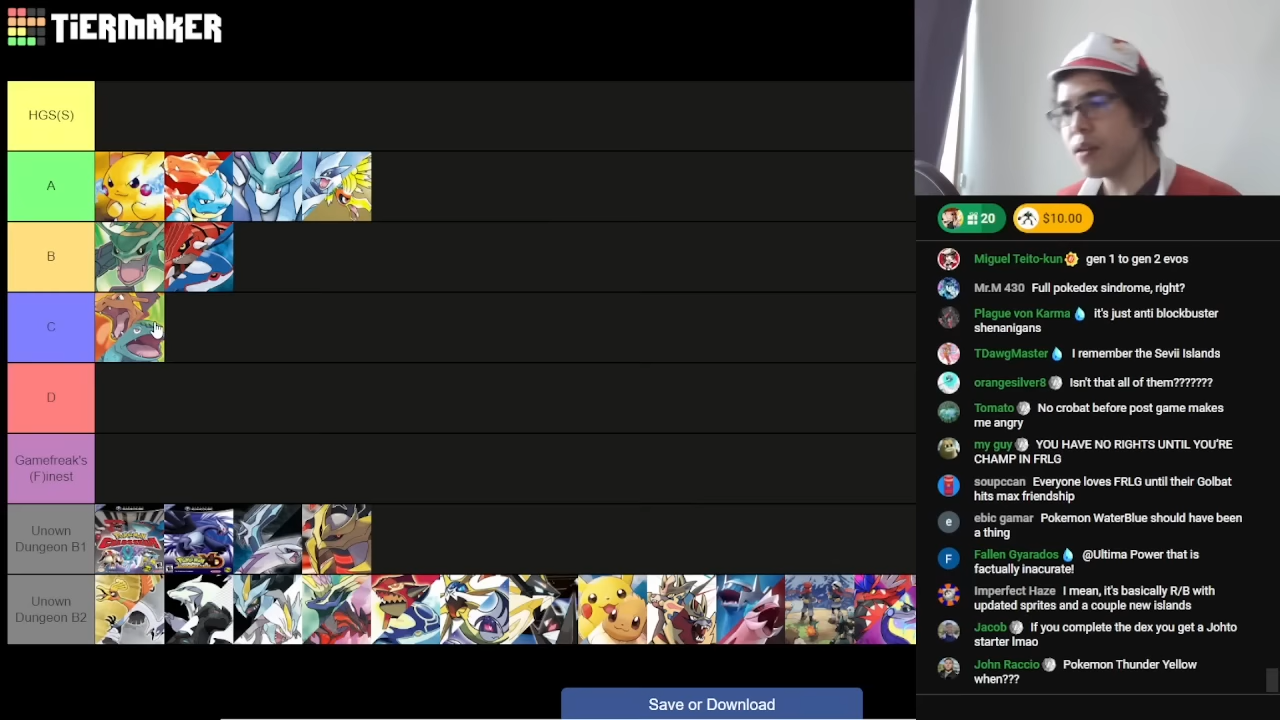 TiERMAKER
HGS(S)
A
B
C
D
Gamefreak's
(F)inest
Unown
Dungeon B1
Unown
Dungeon B2
Save or Download
20
$10.00
Miguel Teito-kun gen 1 to gen 2 evos
Mr.M 430 Full pokedex sindrome, right?
Plague von Karma it's just anti blockbuster
shenanigans
TDawgMaster I remember the Sevii Islands
orangesilver8 Isn't that all of them???????
Tomato No crobat before post game makes
me angry
my guy YOU HAVE NO RIGHTS UNTIL YOU'RE
CHAMP IN FRLG
soupccan Everyone loves FRLG until their Golbat
hits max friendship
e
ebic gamar Pokemon WaterBlue should have been
a thing
F
Fallen Gyarados @Ultima Power that is
factually inacurate!
Imperfect Haze I mean, it's basically R/B with
updated sprites and a couple new islands
Jacob If you complete the dex you get a Johto
starter lmao
John Raccio Pokemon Thunder Yellow
when???